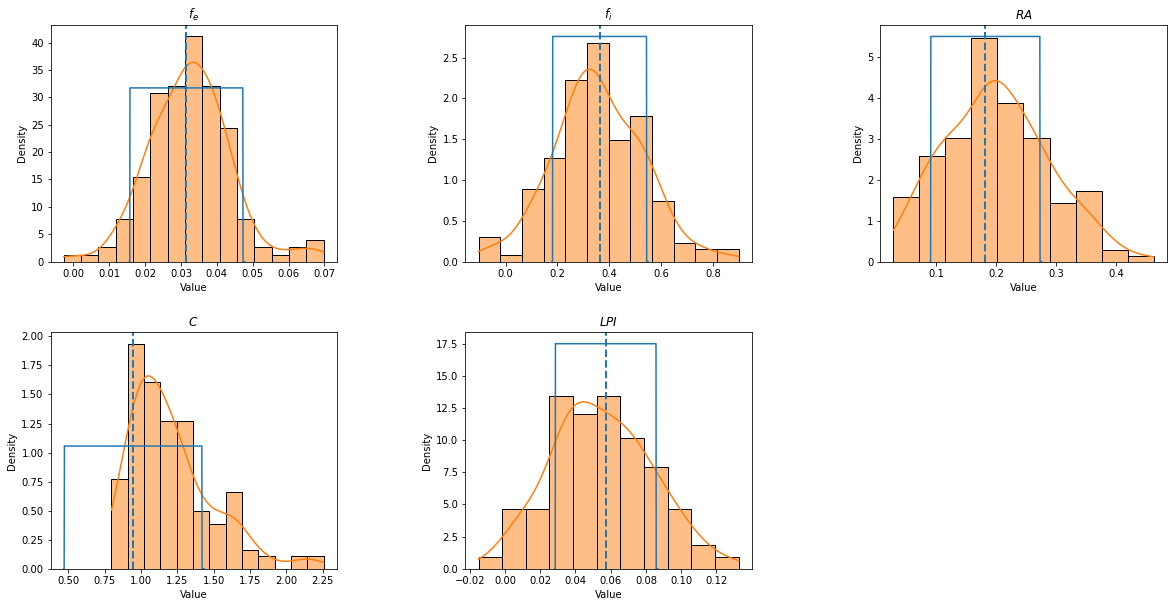 f_e
40
35
30
25
20
15
10
5
0
Density
0.00 0.01 0.02 0.03 0.04 0.05 0.06 0.07
Value
f_i
2.5
2.0
1.5
1.0
0.5
0.0
Density
0.0 0.2 0.4 0.6 0.8
Value
RA
5
4
3
2
1
0
Density
0.1 0.2 0.3 0.4
Value
C
2.00
1.75
1.50
1.25
1.00
0.75
0.50
0.25
0.00
Density
0.50 0.75 1.00 1.25 1.50 1.75 2.00 2.25
Value
LPI
17.5
15.0
12.5
10.0
7.5
5.0
2.5
0.0
Density
−0.02 0.00 0.02 0.04 0.06 0.08 0.10 0.12
Value